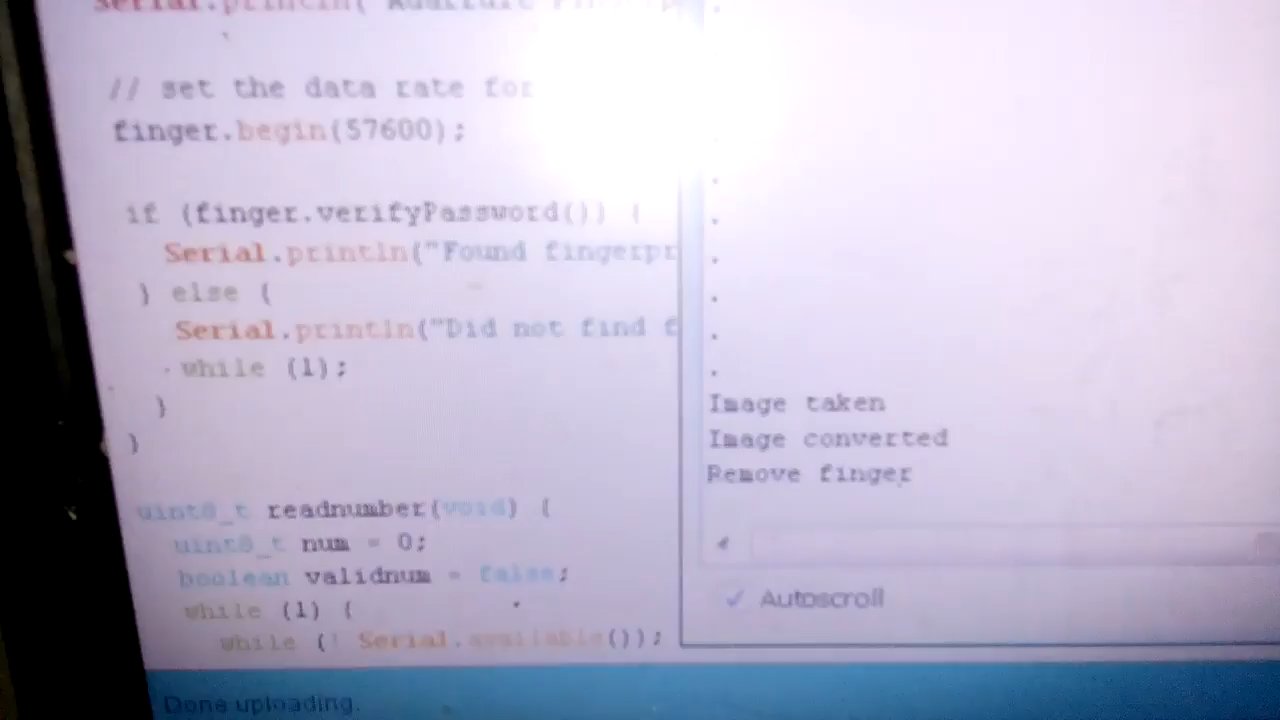 Serial.println(
// set the data rate for
finger.begin(57600);
if (finger.verifyPassword()) {
Serial.println("Found fingerpr
} else {
Serial.println("Did not find f
while (1);
}
}
uint8_t readnumber(void) {
uint8_t num = 0;
boolean validnum = false;
while (1) {
while (! Serial.available());
Done uploading.
.
.
.
.
.
.
.
.
Image taken
Image converted
Remove finger
Autoscroll